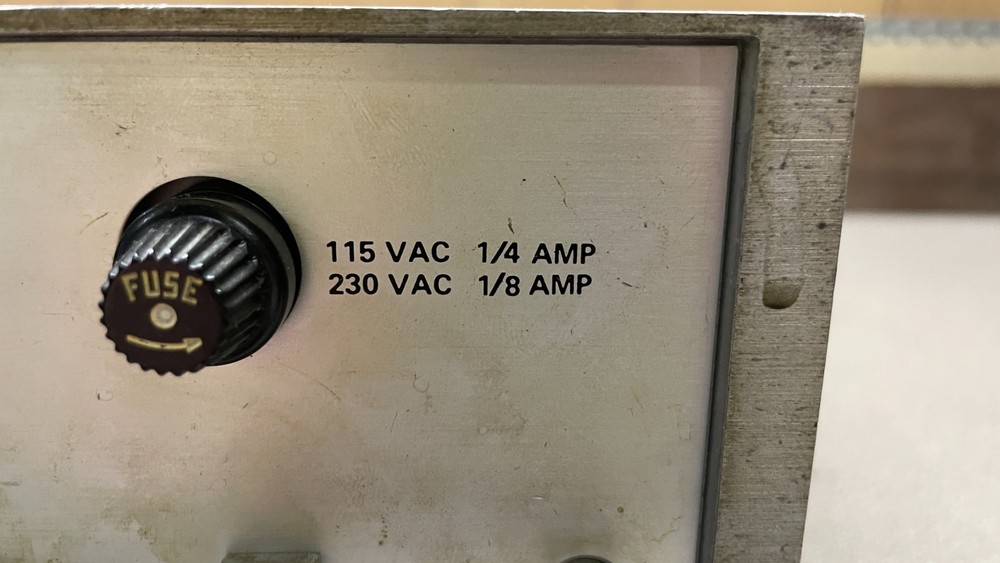 FUSE
115 VAC 1/4 AMP
230 VAC 1/8 AMP